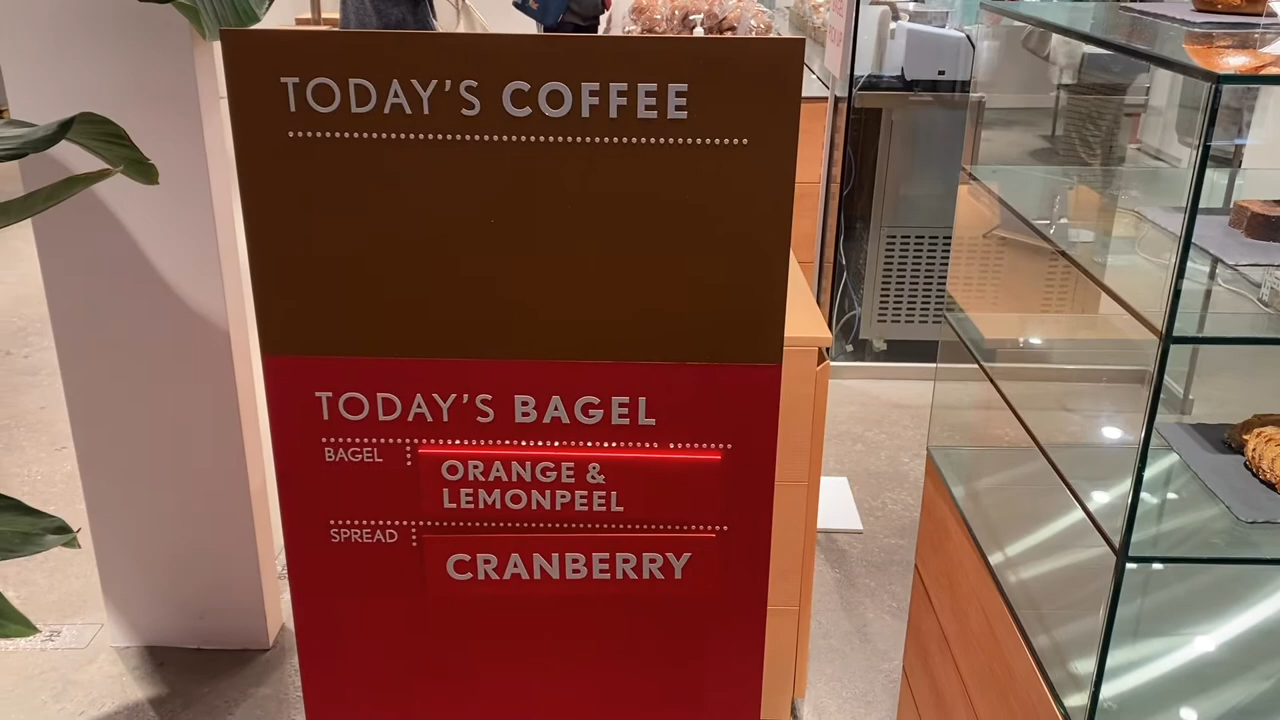 TODAY'S COFFEE
TODAY'S BAGEL
BAGEL
ORANGE &
LEMONPEEL
SPREAD
CRANBERRY